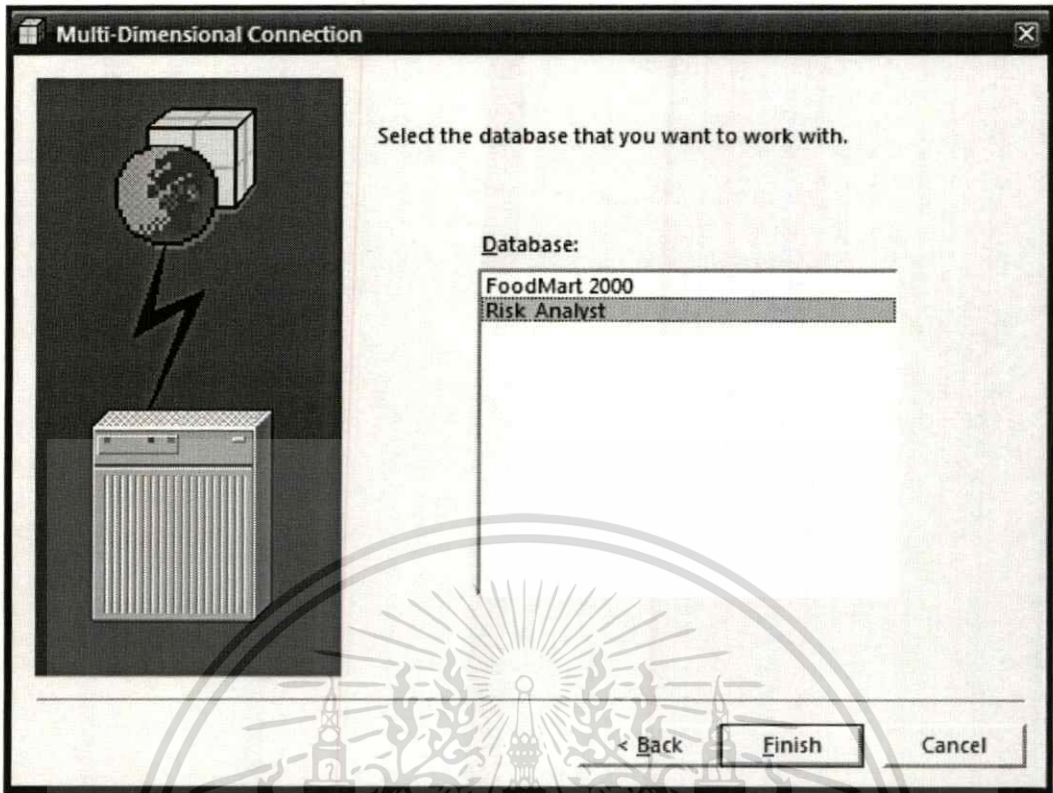 Multi-Dimensional Connection
Select the database that you want to work with.
Database:
FoodMart 2000
Risk Analyst
< Back
Finish
Cancel